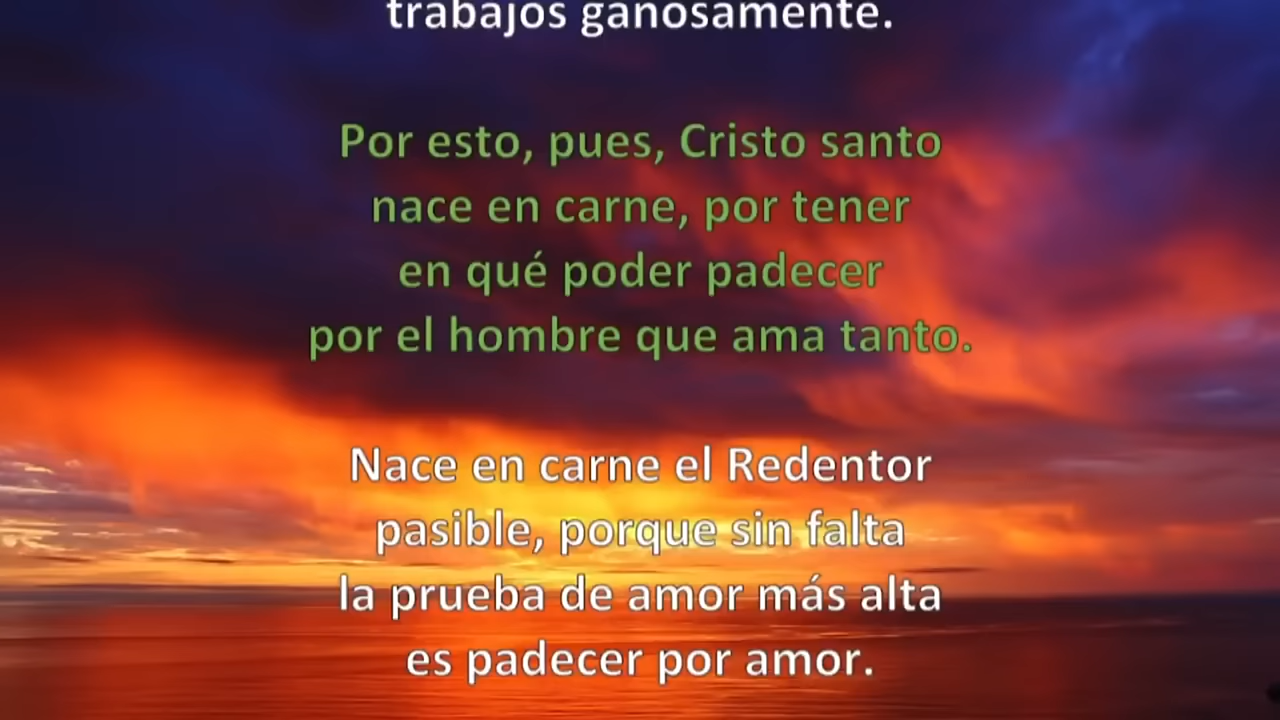 trabajos ganosamente.
Por esto, pues, Cristo santo
nace en carne, por tener
en qué poder padecer
por el hombre que ama tanto.
Nace en carne el Redentor
pasible, porque sin falta
la prueba de amor más alta
es padecer por amor.